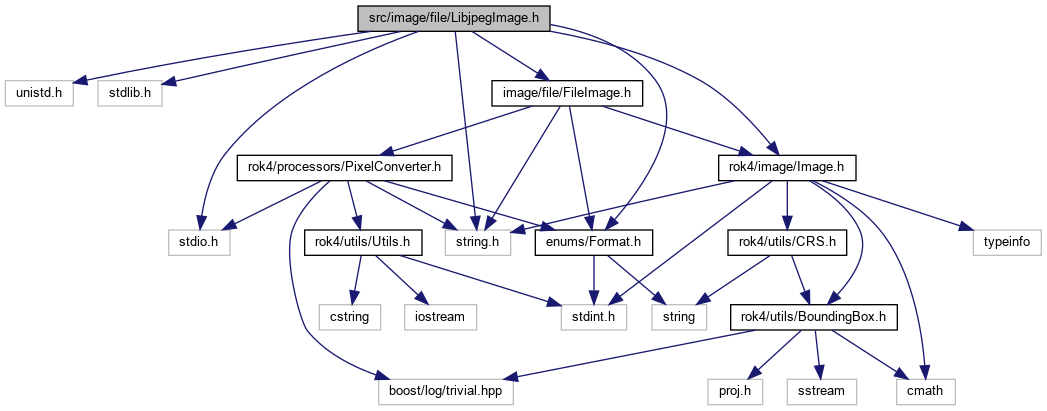 src/image/file/LibjpegImage.h
unistd.h
stdlib.h
image/file/FileImage.h
rok4/processors/PixelConverter.h
rok4/image/Image.h
stdio.h
rok4/utils/Utils.h
string.h
enums/Format.h
rok4/utils/CRS.h
typeinfo
cstring
iostream
stdint.h
string
rok4/utils/BoundingBox.h
boost/log/trivial.hpp
proj.h
sstream
cmath